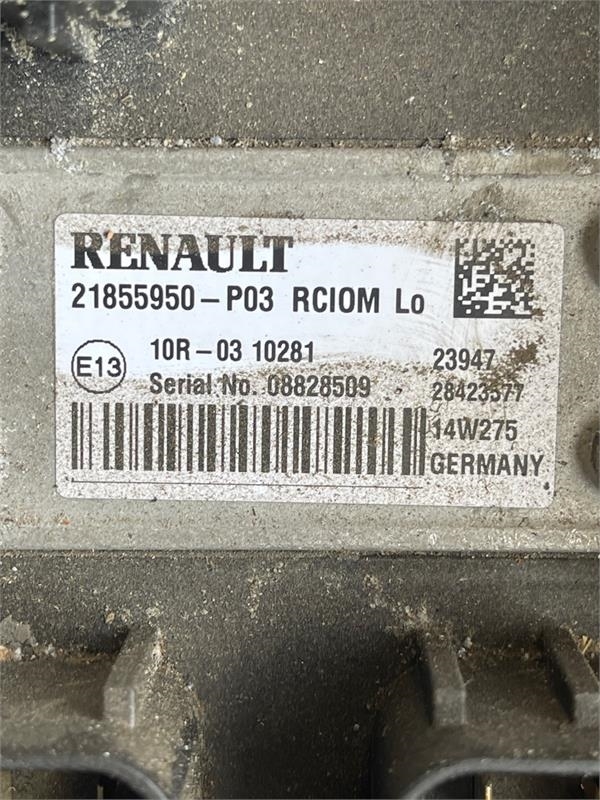 RENAULT
21855950-P03 RCIOM Lo
E13
10R-03 10281
23947
Serial No. 08828509
28423577
14W275
GERMANY